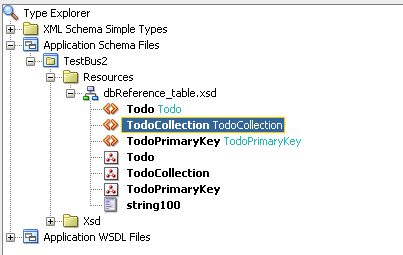 Type Explorer
XML Schema Simple Types
Application Schema Files
TestBus2
Resources
dbReference_table.xsd
Todo Todo
TodoCollection TodoCollection
TodoPrimaryKey TodoPrimaryKey
Todo
TodoCollection
TodoPrimaryKey
string100
Xsd
Application WSDL Files